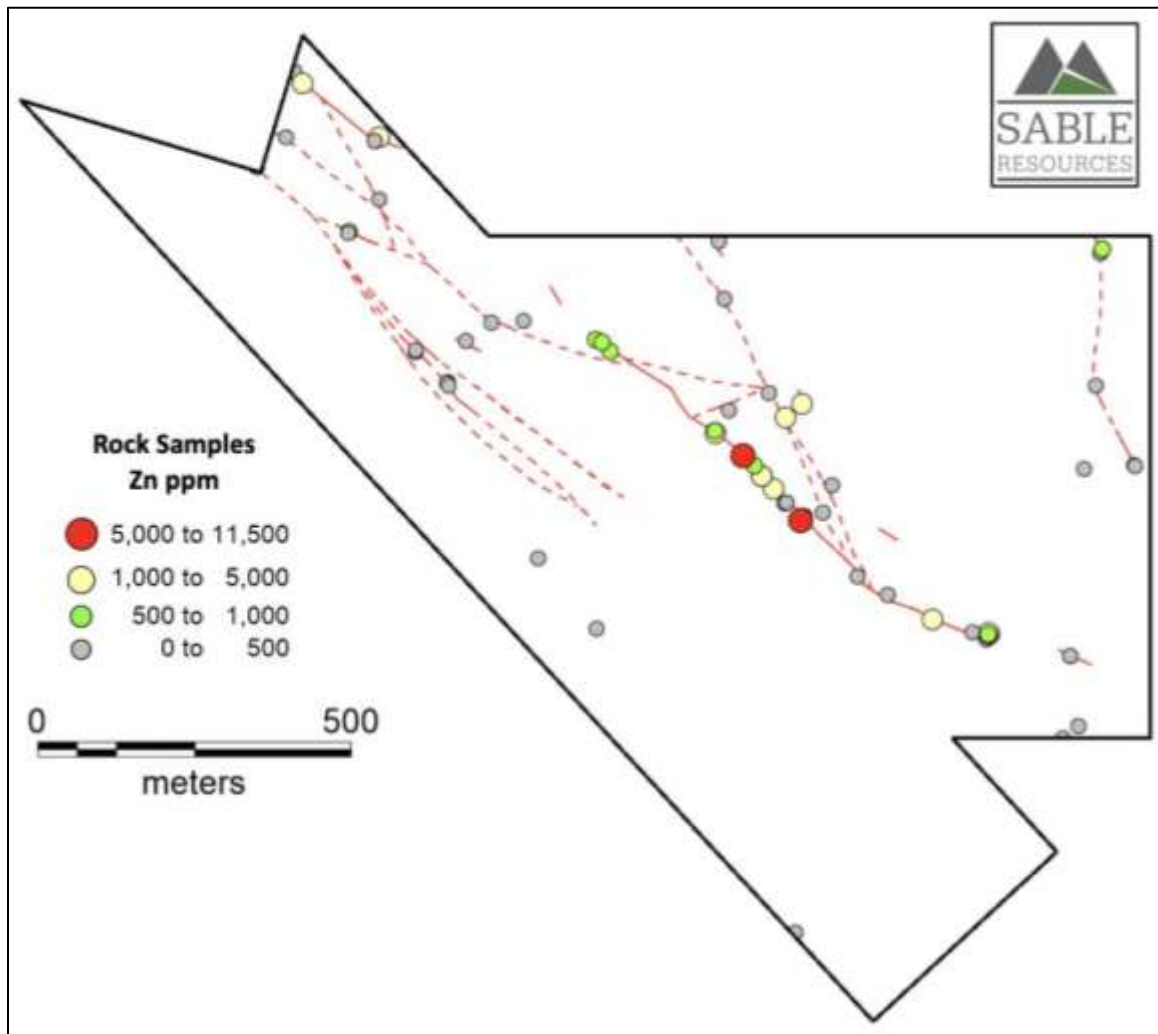 SABLE
RESOURCES
Rock Samples
Zn ppm
5,000 to 11,500
1,000 to 5,000
500 to 1,000
0 to 500
0 500
meters